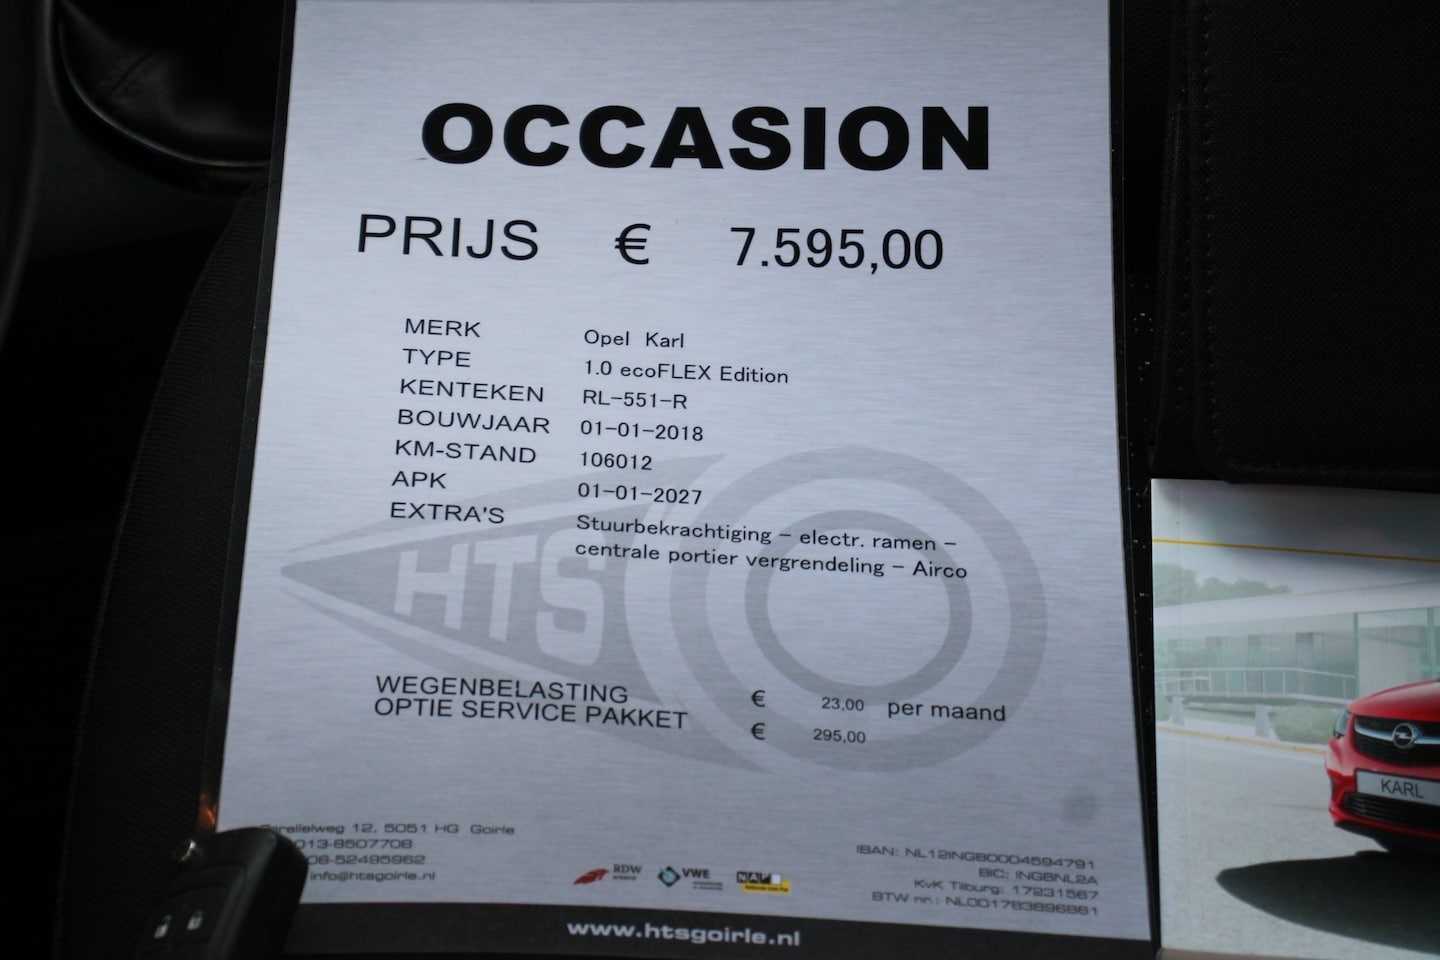 OCCASION
PRIJS € 7.595,00
MERK Opel Karl
TYPE 1.0 ecoFLEX Edition
KENTEKEN RL-551-R
BOUWJAAR 01-01-2018
KM-STAND 106012
APK 01-01-2027
EXTRA'S Stuurbekrachtiging - electr. ramen -
centrale portier vergrendeling - Airco
HTS
WEGENBELASTING € 23,00 per maand
OPTIE SERVICE PAKKET € 295,00
Parallelweg 12, 5051 HG Goirle
013-8507708
06-52495962
info@htsgoirle.nl
RDW
VWE
NAP
IBAN: NL12INGB0004594791
BIC: INGBNL2A
KvK Tilburg: 17231567
BTW nr.: NL001783896B61
www.htsgoirle.nl
KARL